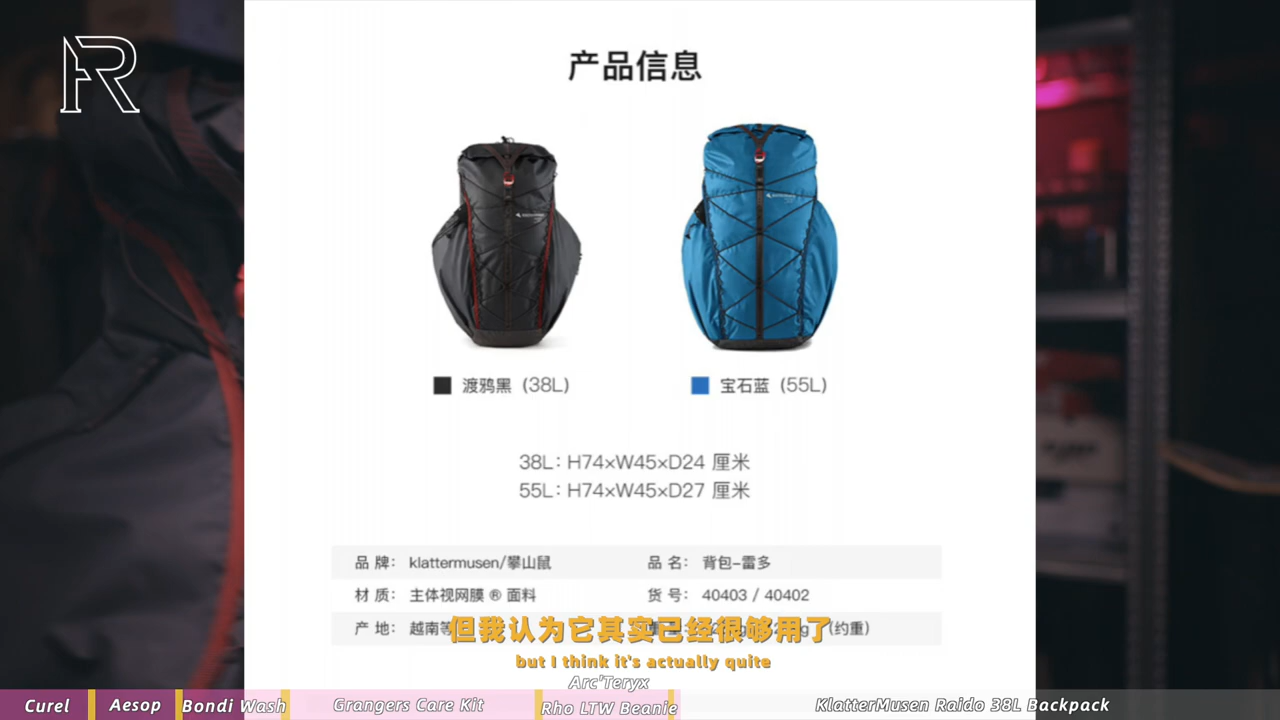 产品信息
渡鸦黑（38L） 宝石蓝（55L）
38L: H74×W45×D24 厘米
55L: H74×W45×D27 厘米
品 牌： klattermusen/攀山鼠 品 名： 背包-雷多
材 质： 主体视网膜 ® 面料 货 号： 40403 / 40402
产 地： 越南 （约重）
但我认为它其实已经很够用了
but I think it's actually quite
Curel Aesop Bondi Wash Grangers Care Kit Arc'Teryx
Rho LTW Beanie KlatterMusen Raido 38L Backpack